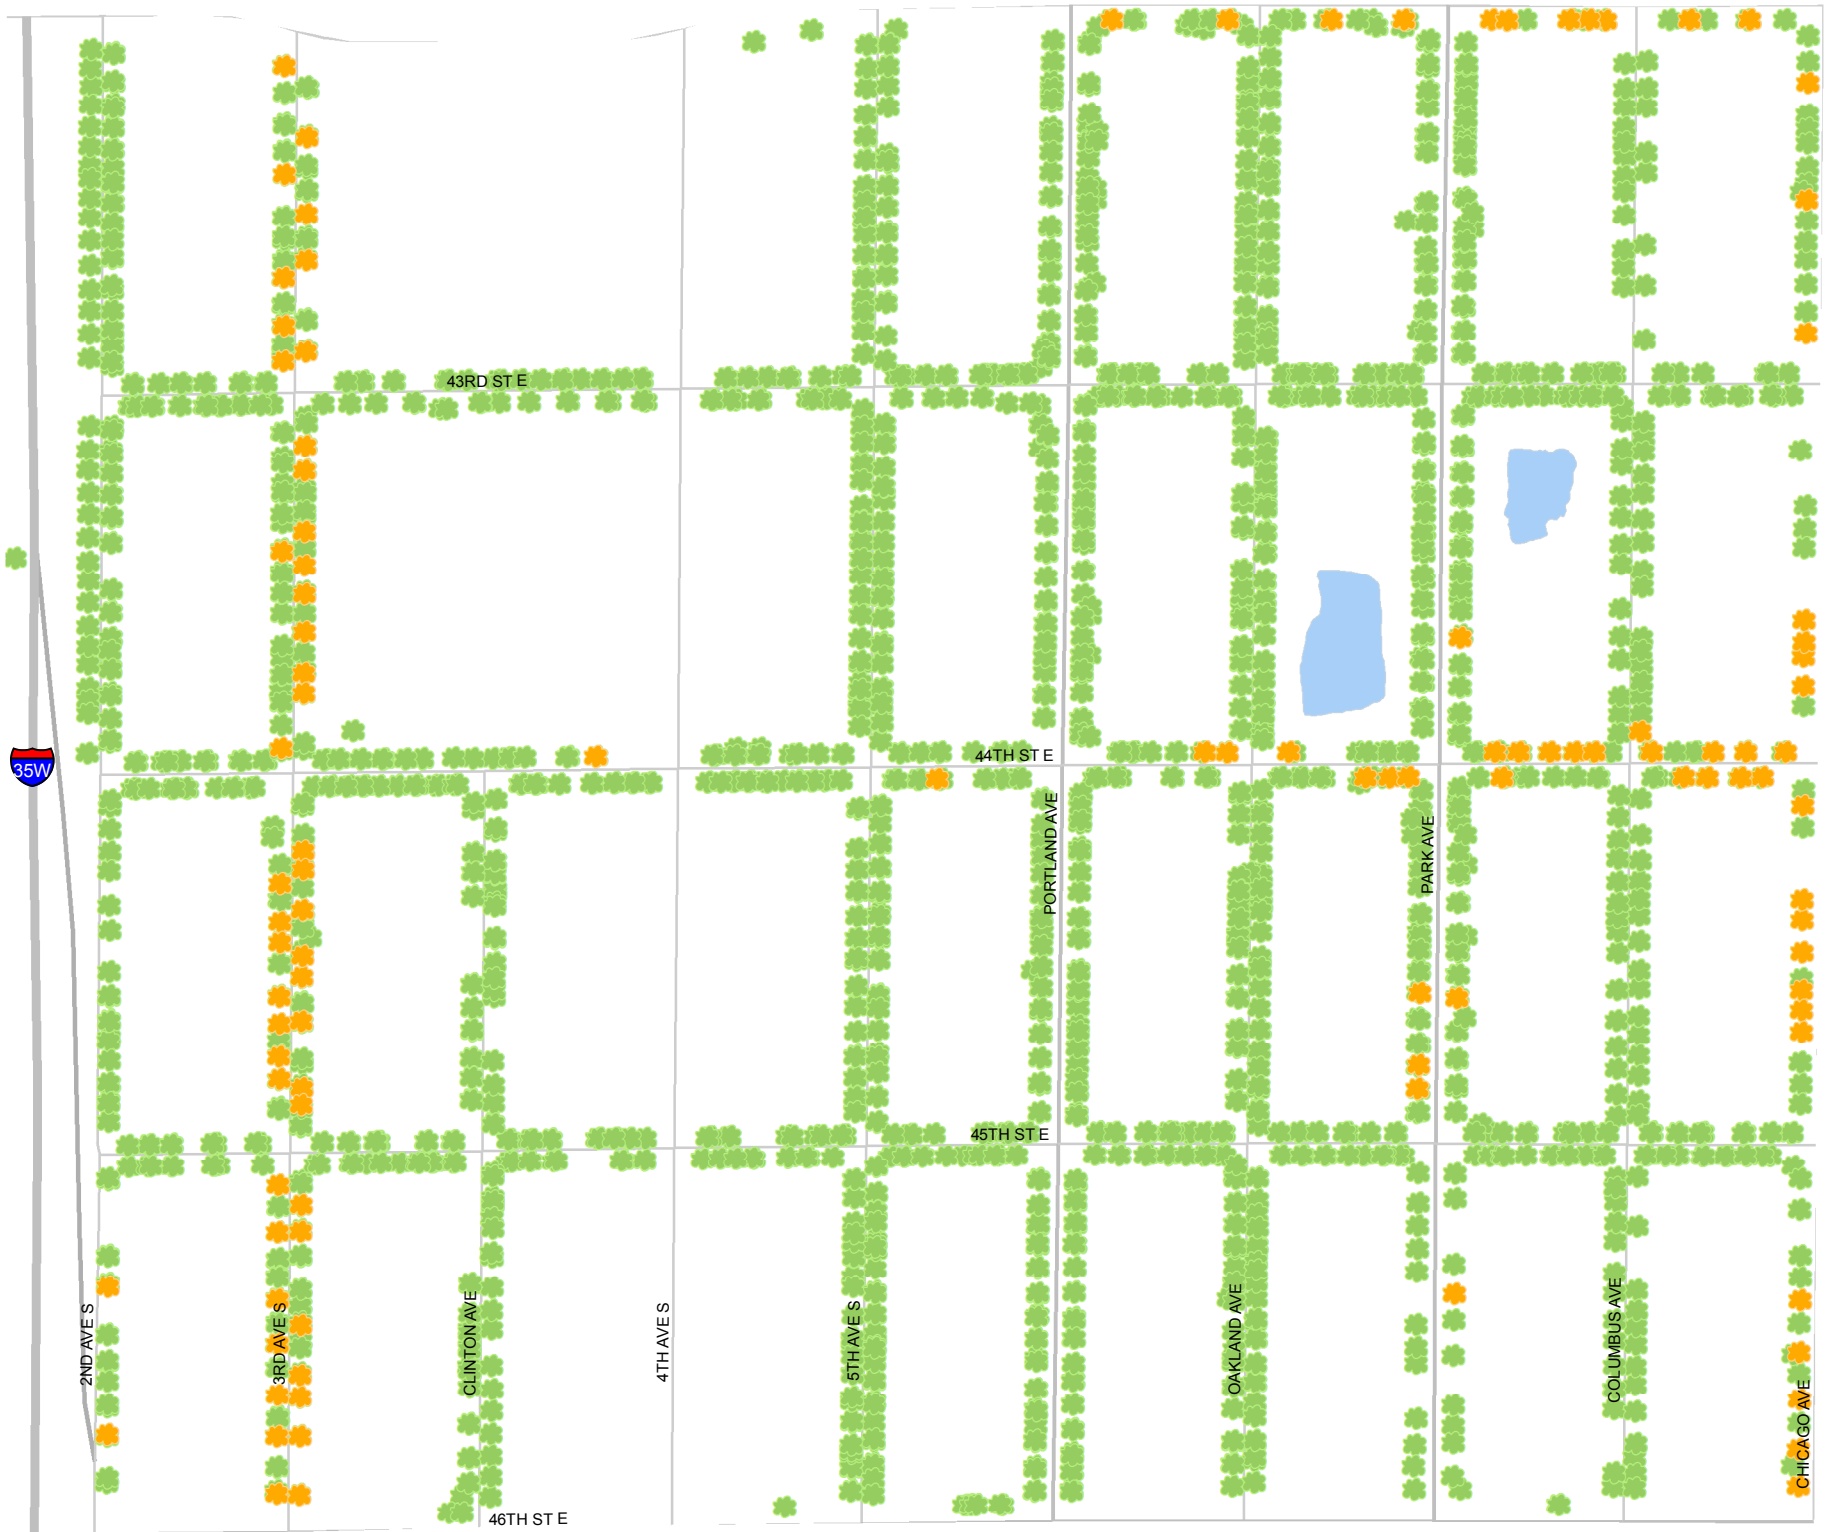 43RD ST E
44TH ST E
35W
PORTLAND AVE
PARK AVE
45TH ST E
2ND AVE S
3RD AVE S
CLINTON AVE
4TH AVE S
5TH AVE S
OAKLAND AVE
COLUMBUS AVE
CHICAGO AVE
46TH ST E